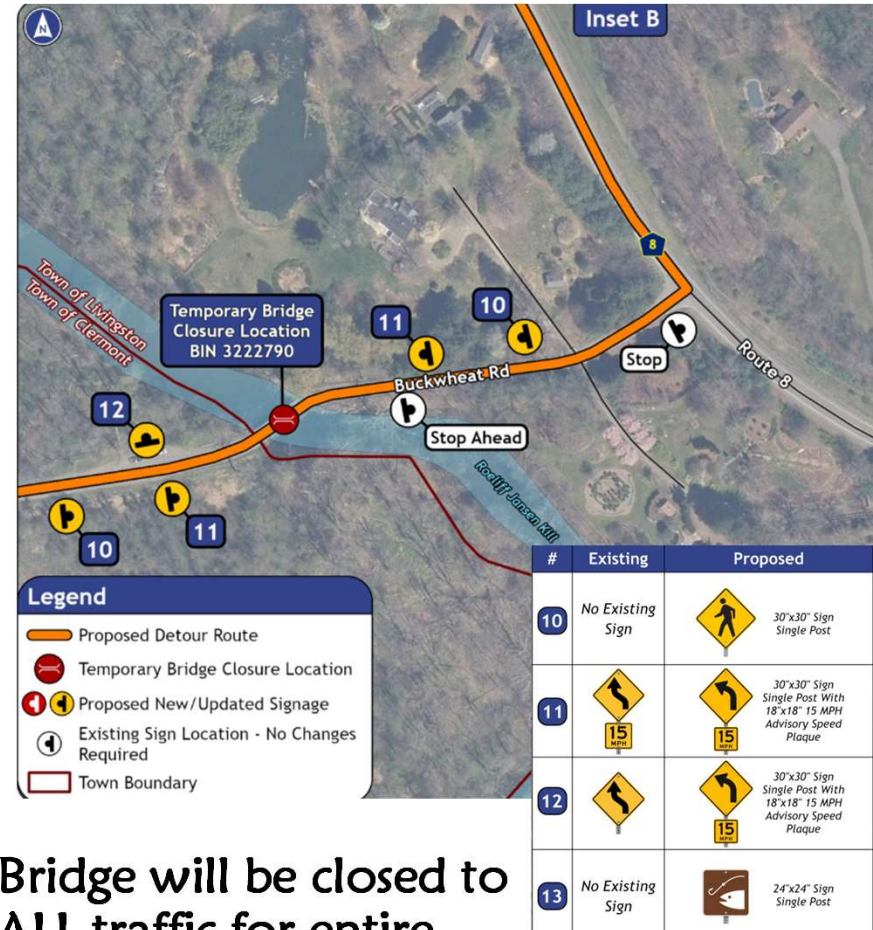 N
Inset B
8
Town of Livingston
Town of Clermont
Temporary Bridge
Closure Location
BIN 3222790
11
10
Stop
Route 8
Buckwheat Rd
12
Stop Ahead
Roeliff Jansen Kill
10
11
Legend
Proposed Detour Route
Temporary Bridge Closure Location
Proposed New/Updated Signage
Existing Sign Location - No Changes
Required
Town Boundary
# Existing Proposed
10 No Existing
Sign
30"x30" Sign
Single Post
11 15
MPH
15
MPH
30"x30" Sign
Single Post With
18"x18" 15 MPH
Advisory Speed
Plaque
12 15
MPH
30"x30" Sign
Single Post With
18"x18" 15 MPH
Advisory Speed
Plaque
13 No Existing
Sign
24"x24" Sign
Single Post
Bridge will be closed to
ALL traffic for entire